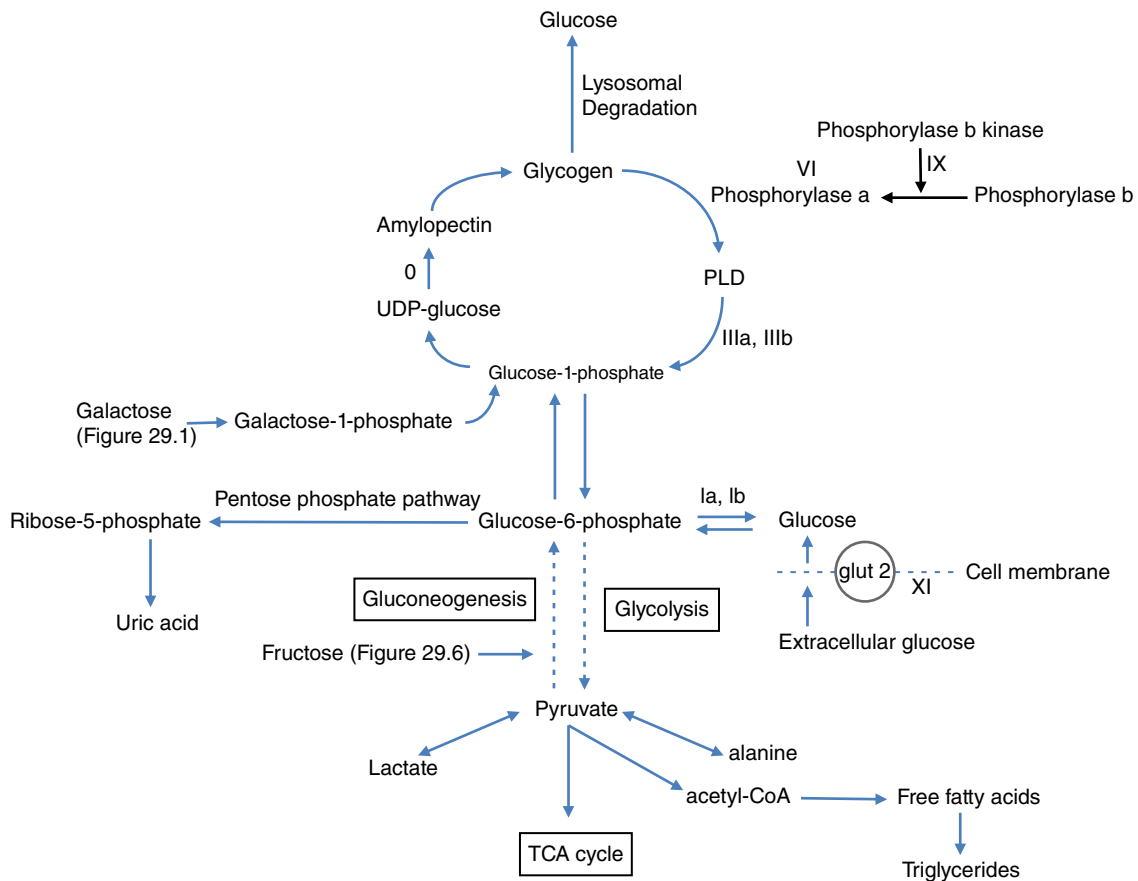 Glucose
Lysosomal
Degradation
Phosphorylase b kinase
VI
IX
Glycogen
Phosphorylase a
Phosphorylase b
Amylopectin
0
PLD
UDP-glucose
IIIa, IIIb
Glucose-1-phosphate
Galactose
(Figure 29.1)
Galactose-1-phosphate
Pentose phosphate pathway
Ia, Ib
Ribose-5-phosphate
Glucose-6-phosphate
Glucose
glut 2
XI
Cell membrane
Gluconeogenesis
Glycolysis
Uric acid
Extracellular glucose
Fructose (Figure 29.6)
Pyruvate
Lactate
alanine
acetyl-CoA
Free fatty acids
TCA cycle
Triglycerides